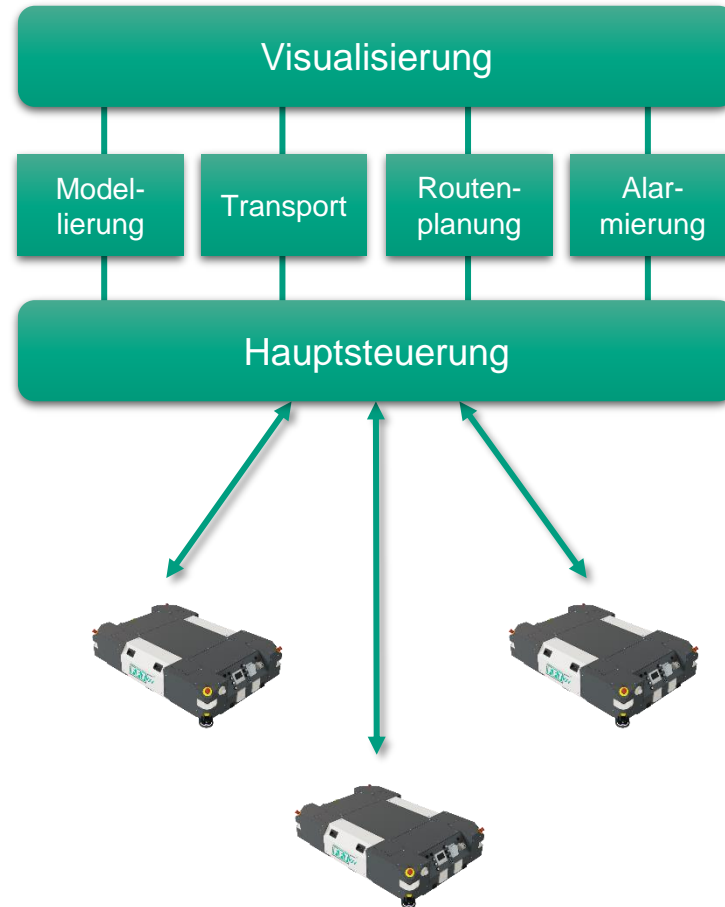 Visualisierung
Model-
lierung
Transport
Routen-
planung
Alar-
mierung
Hauptsteuerung